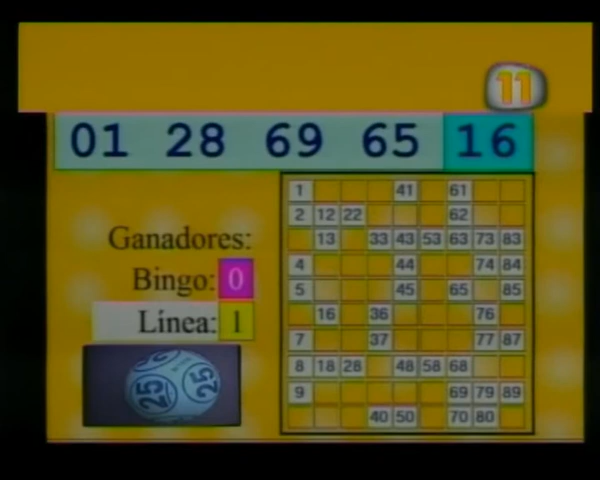 11
01 28 69 65 16
1 41 61
2 12 22 62
Ganadores:
13 33 43 53 63 73 83
Bingo: 0
4 44 74 84
5 45 65 85
Línea: 1
16 36 76
7 37 77 87
8 18 28 48 58 68
25 25
9 69 79 89
40 50 70 80